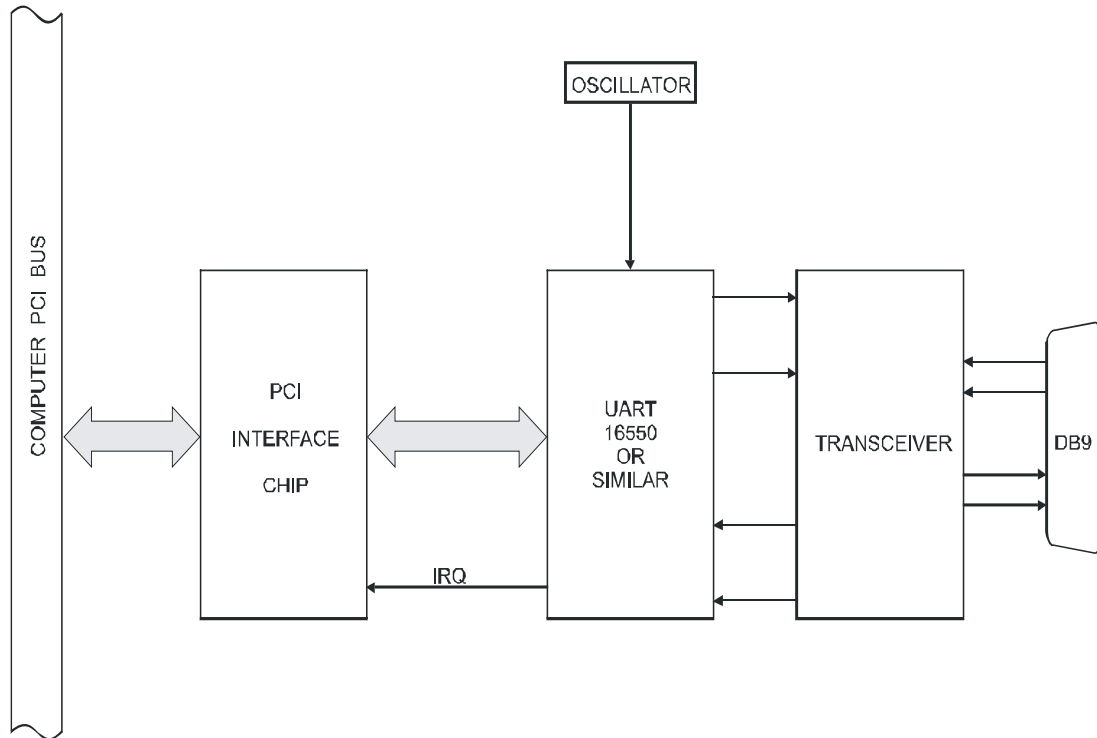 COMPUTER PCI BUS
OSCILLATOR
PCI
INTERFACE
CHIP
IRQ
UART
16550
OR
SIMILAR
TRANSCEIVER
DB9